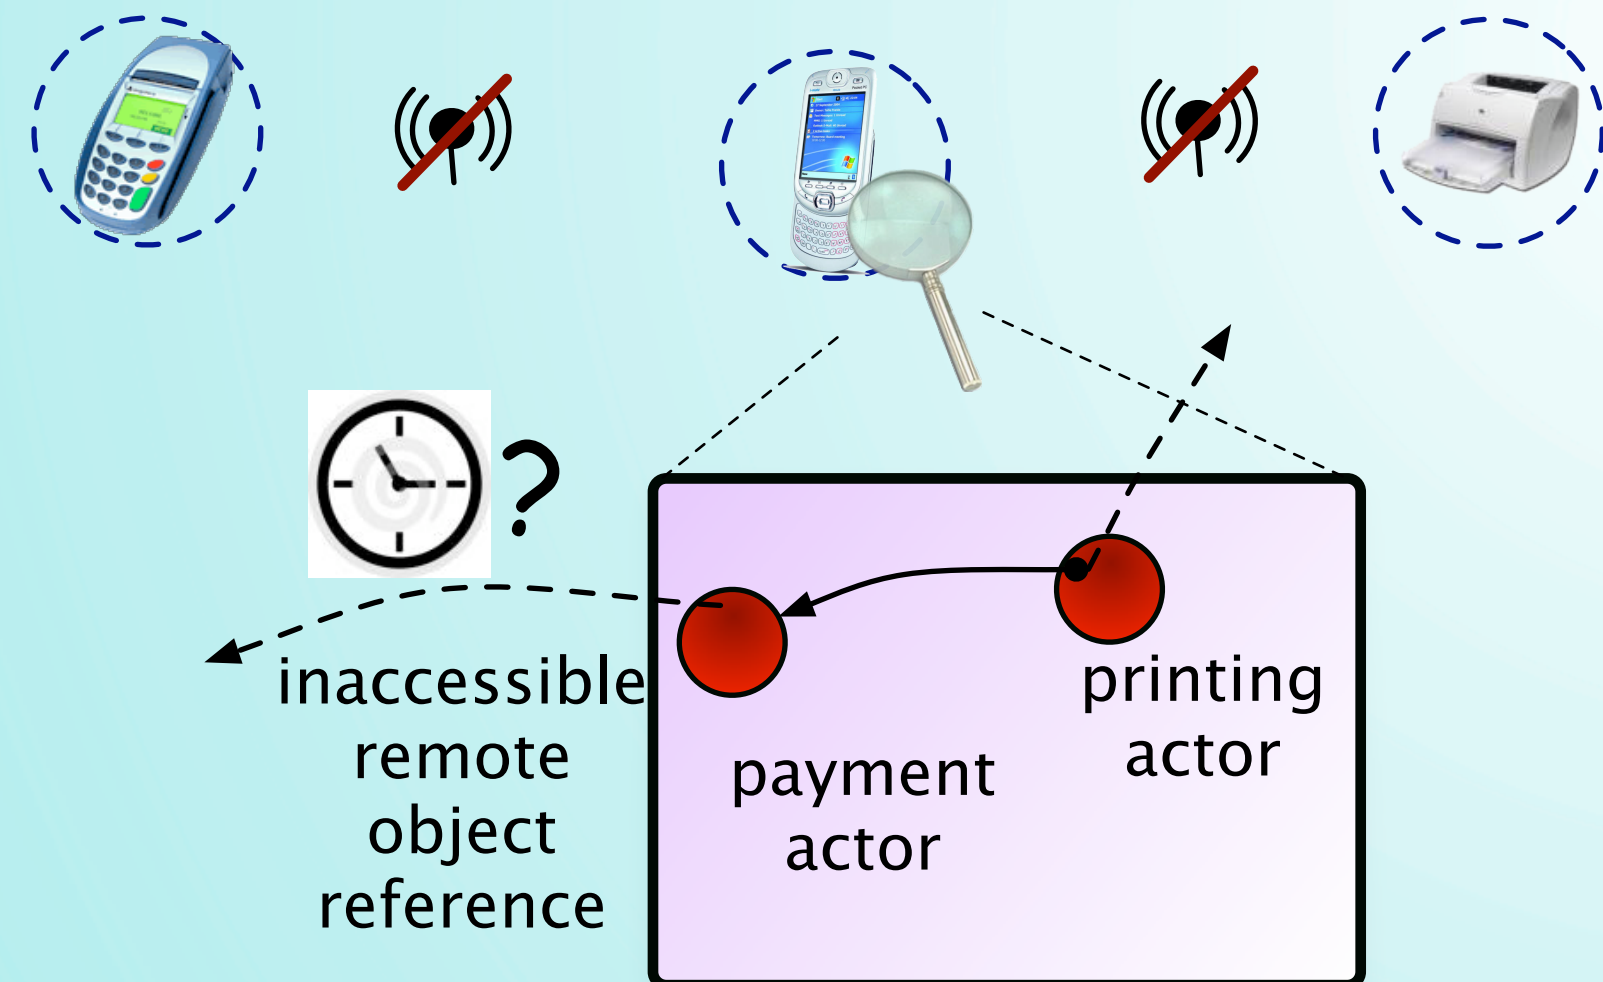 ?
inaccessible
remote
object
reference
payment
actor
printing
actor